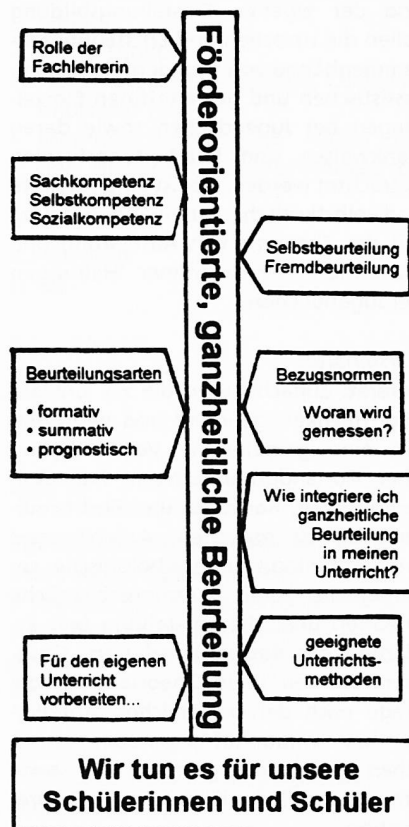 Rolle der
Fachlehrerin
Förderorientierte, ganzheitliche Beurteilung
Sachkompetenz
Selbstkompetenz
Sozialkompetenz
Selbstbeurteilung
Fremdbeurteilung
Beurteilungsarten
• formativ
• summativ
• prognostisch
Bezugsnormen
Woran wird
gemessen?
Wie integriere ich
ganzheitliche
Beurteilung
in meinen
Unterricht?
Für den eigenen
Unterricht
vorbereiten...
geeignete
Unterrichts-
methoden
Wir tun es für unsere
Schülerinnen und Schüler